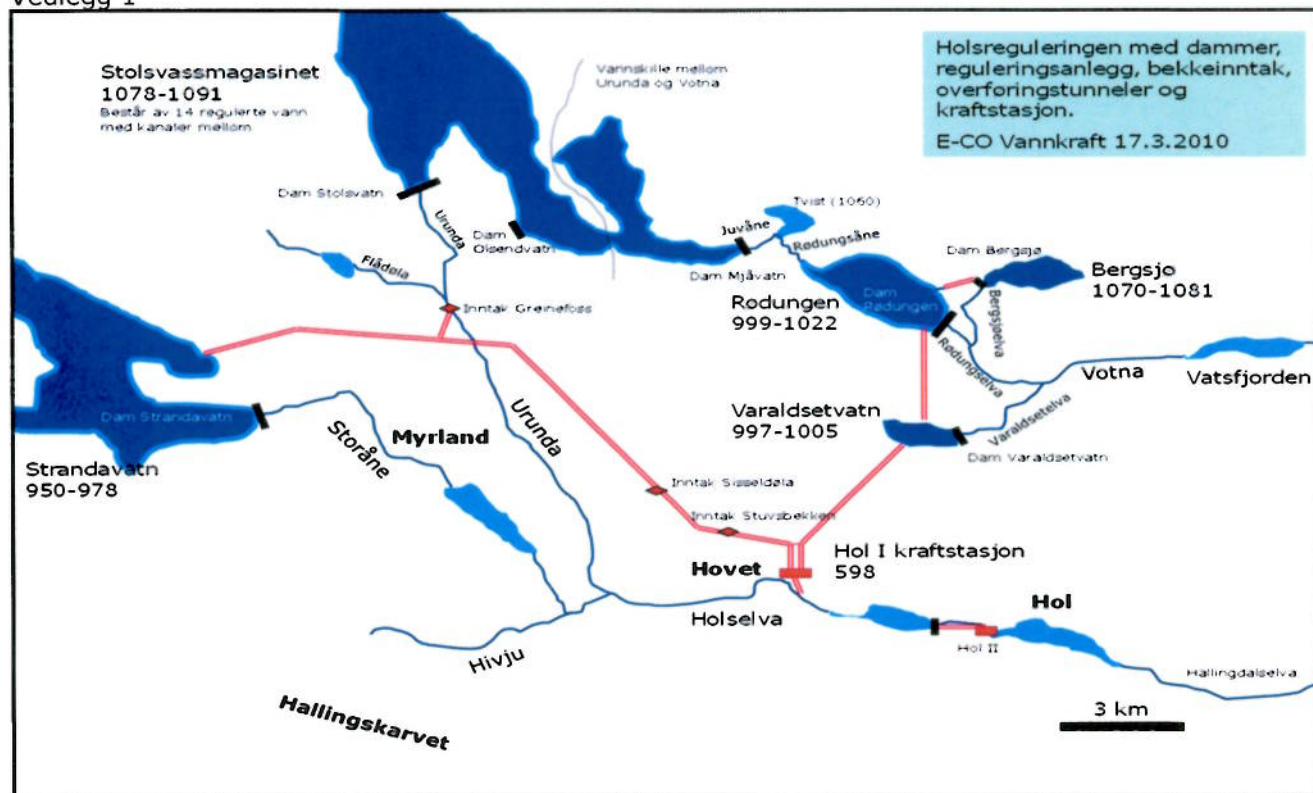 Vedlegg 1
Holsreguleringen med dammer,
reguleringsanlegg, bekkeinntak,
overføringstunneler og
kraftstasjon.
E-CO Vannkraft 17.3.2010
Stolsvassmagasinet
1078-1091
Består av 14 regulerte vann
med kanaler mellom
Vannskille mellom
Urunda og Votna
Dam Stolsvatn
Urunda
Dam
Olsendvatn
Flådøla
Inntak Greinefoss
Tvist (1060)
Juvåne
Rødungsåne
Dam Mjåvatn
Dam Bergsjø
Bergsjø
1070-1081
Dam
Rødungen
Rødungen
999-1022
Bergsjøelva
Rødungselva
Votna
Vatsfjorden
Varaldsetvatn
997-1005
Varaldsetelva
Dam Varaldsetvatn
Dam Strandavatn
Strandavatn
950-978
Myrland
Storåne
Urunda
Inntak Sisseldøla
Inntak Stuvsbekken
Hol I kraftstasjon
598
Hovet
Holselva
Hol
Hol II
Hivju
Hallingdalselva
Hallingskarvet
3 km